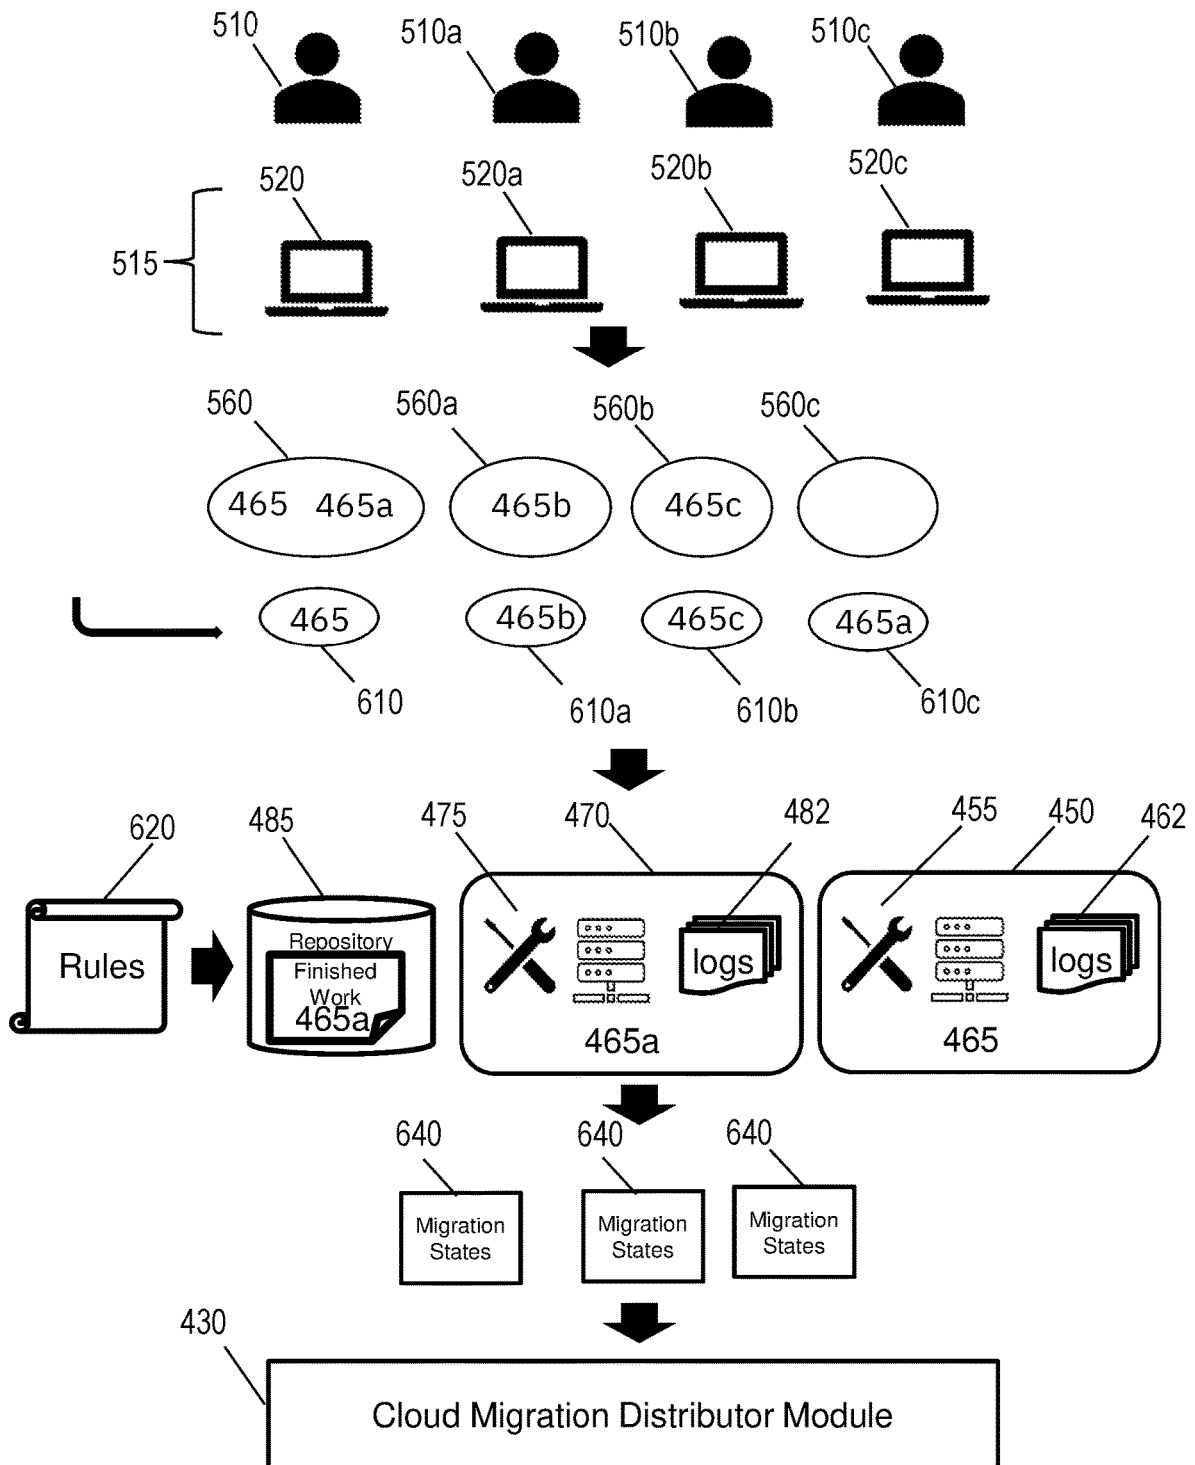 510 510a 510b 510c
520 520a 520b 520c
515
560 560a 560b 560c
465 465a 465b 465c
465 465b 465c 465a
610 610a 610b 610c
620 485 475 470 482 455 450 462
Rules
Repository
Finished
Work
465a
logs
465a
logs
465
640 640 640
Migration
States
Migration
States
Migration
States
430
Cloud Migration Distributor Module